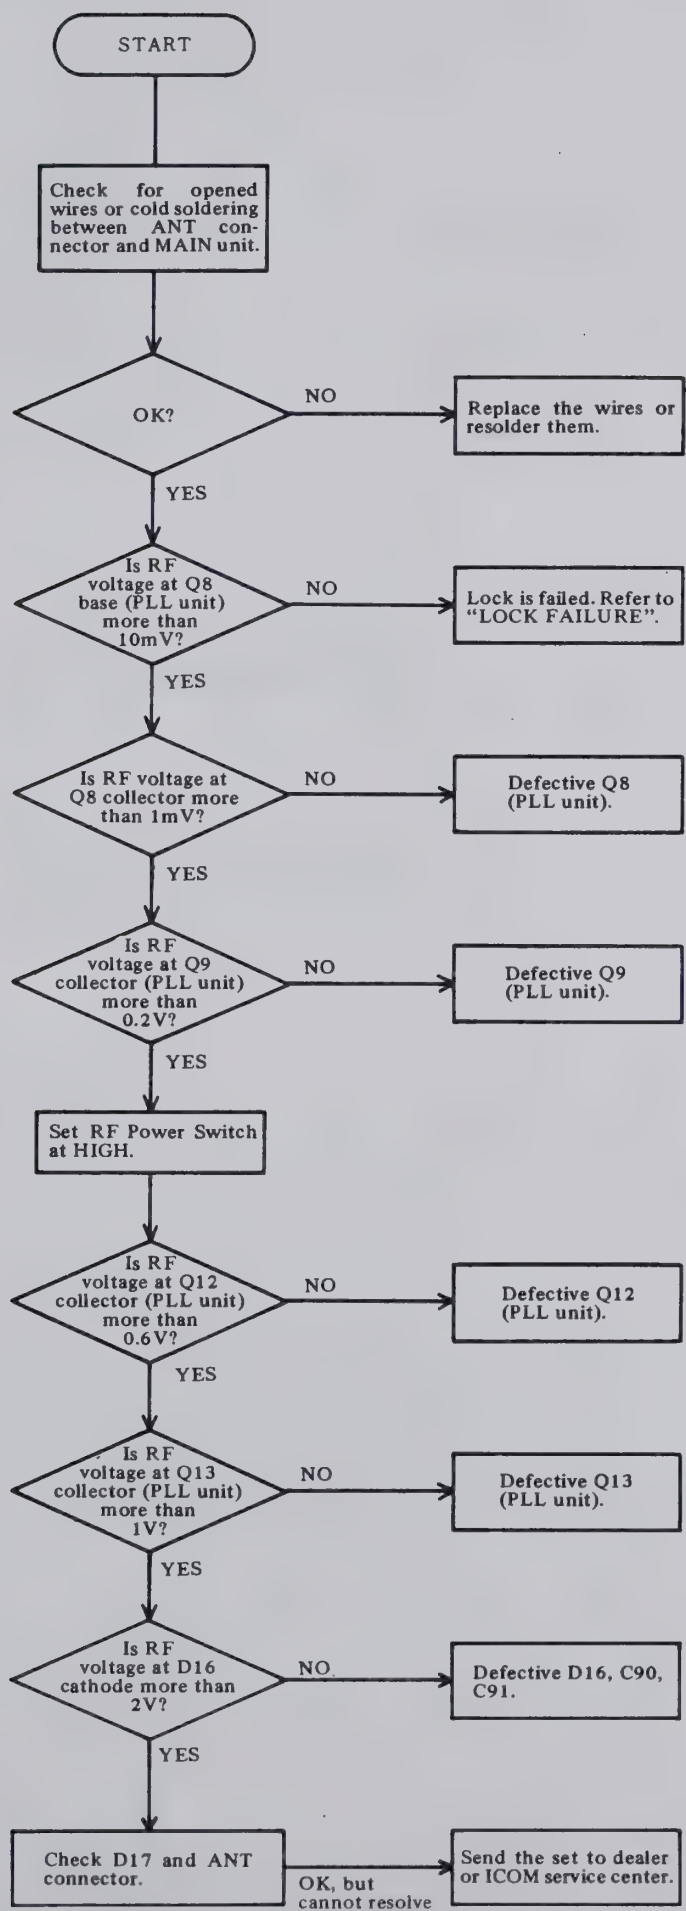 START
Check for opened
wires or cold soldering
between ANT con-
nector and MAIN unit.
OK?
NO
Replace the wires or
resolder them.
YES
Is RF
voltage at Q8
base (PLL unit)
more than
10mV?
NO
Lock is failed. Refer to
“LOCK FAILURE”.
YES
Is RF voltage at
Q8 collector more
than 1mV?
NO
Defective Q8
(PLL unit).
YES
Is RF
voltage at Q9
collector (PLL unit)
more than
0.2V?
NO
Defective Q9
(PLL unit).
YES
Set RF Power Switch
at HIGH.
Is RF
voltage at Q12
collector (PLL unit)
more than
0.6V?
NO
Defective Q12
(PLL unit).
YES
Is RF
voltage at Q13
collector (PLL unit)
more than
1V?
NO
Defective Q13
(PLL unit).
YES
Is RF
voltage at D16
cathode more than
2V?
NO
Defective D16, C90,
C91.
YES
Check D17 and ANT
connector.
OK, but
cannot resolve
Send the set to dealer
or ICOM service center.